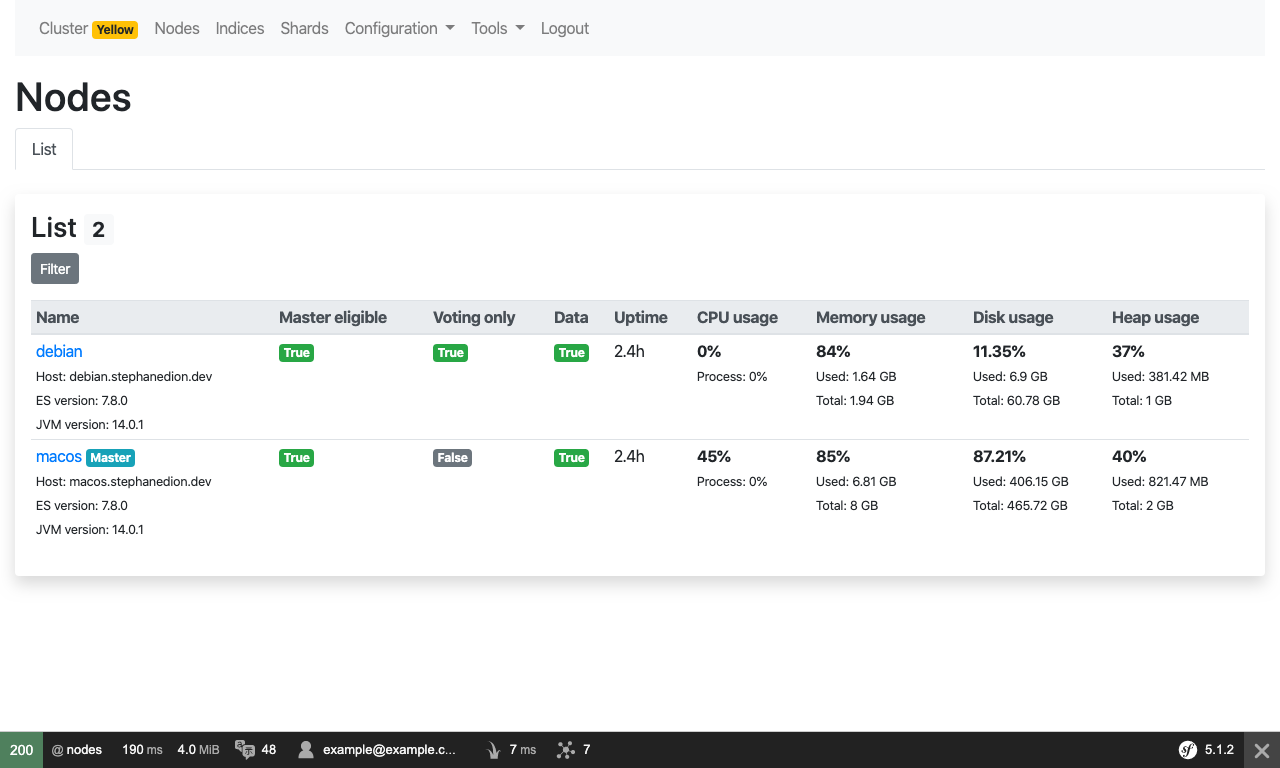 Cluster Yellow Nodes Indices Shards Configuration Tools Logout
Nodes
List
List 2
Filter
Name Master eligible Voting only Data Uptime CPU usage Memory usage Disk usage Heap usage
debian True True True 2.4h 0% 84% 11.35% 37%
Host: debian.stephanedion.dev Process: 0% Used: 1.64 GB Used: 6.9 GB Used: 381.42 MB
ES version: 7.8.0 Total: 1.94 GB Total: 60.78 GB Total: 1 GB
JVM version: 14.0.1
macos Master True False True 2.4h 45% 85% 87.21% 40%
Host: macos.stephanedion.dev Process: 0% Used: 6.81 GB Used: 406.15 GB Used: 821.47 MB
ES version: 7.8.0 Total: 8 GB Total: 465.72 GB Total: 2 GB
JVM version: 14.0.1
200 @ nodes 190 ms 4.0 MiB 48 example@example.c... 7 ms 7 sf 5.1.2